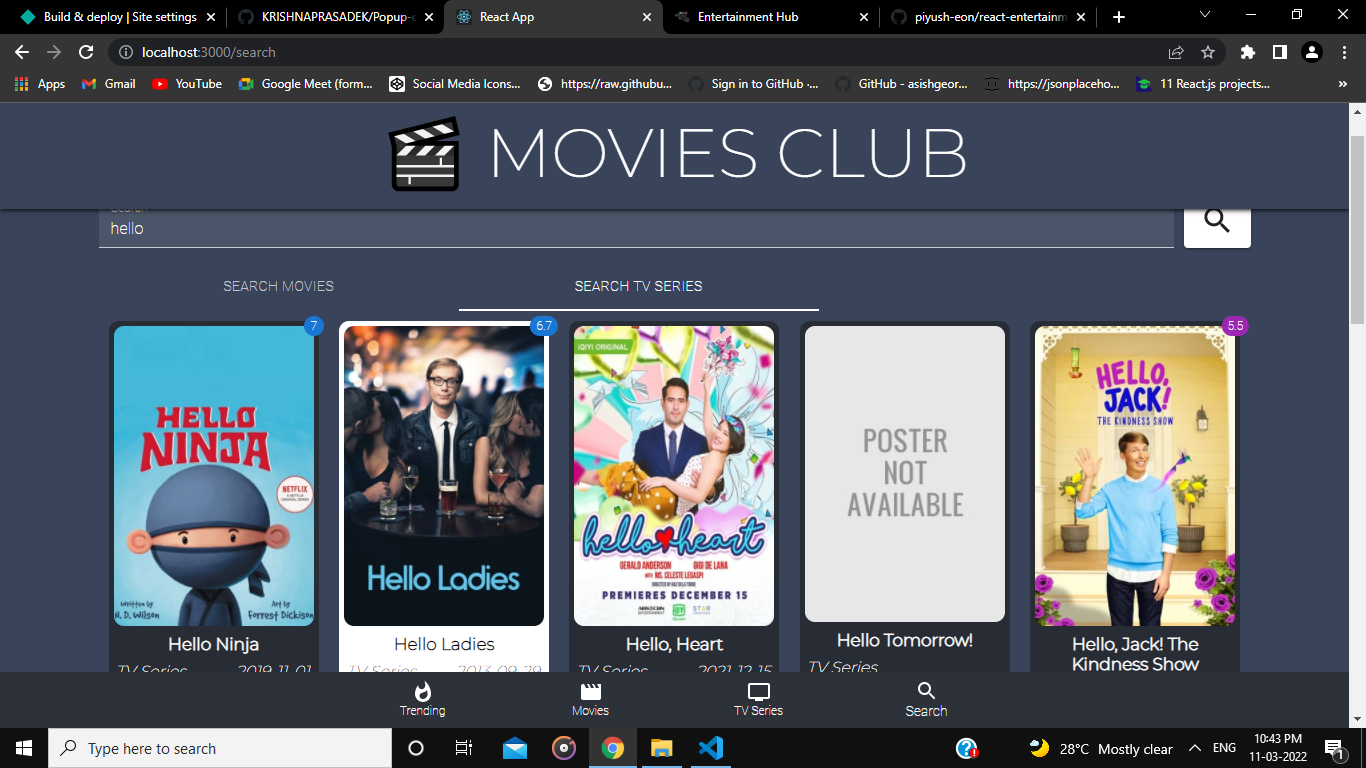 Build & deploy | Site settings
KRISHNAPRASADEK/Popup-c
React App
Entertainment Hub
piyush-eon/react-entertainm
localhost:3000/search
Apps
Gmail
YouTube
Google Meet (form...
Social Media Icons...
https://raw.githubu...
Sign in to GitHub ·...
GitHub - asishgeor...
https://jsonplaceho...
11 React.js projects...
»
MOVIES CLUB
Search
hello
SEARCH MOVIES
SEARCH TV SERIES
7
HELLO
NINJA
NETFLIX
Written by
N. D. Wilson
Art by
Forrest Dickison
Hello Ninja
TV Series
2019-11-01
6.7
Hello Ladies
Hello Ladies
TV Series
2013-09-29
iQIYI ORIGINAL
hello heart
GERALD ANDERSON
GIGI DE LANA
WITH MS. CELESTE LEGASPI
PREMIERES DECEMBER 15
Hello, Heart
TV Series
2021-12-15
POSTER
NOT
AVAILABLE
Hello Tomorrow!
TV Series
5.5
HELLO,
JACK!
THE KINDNESS SHOW
Hello, Jack! The
Kindness Show
Trending
Movies
TV Series
Search
Type here to search
28°C Mostly clear
ENG
10:43 PM
11-03-2022
1